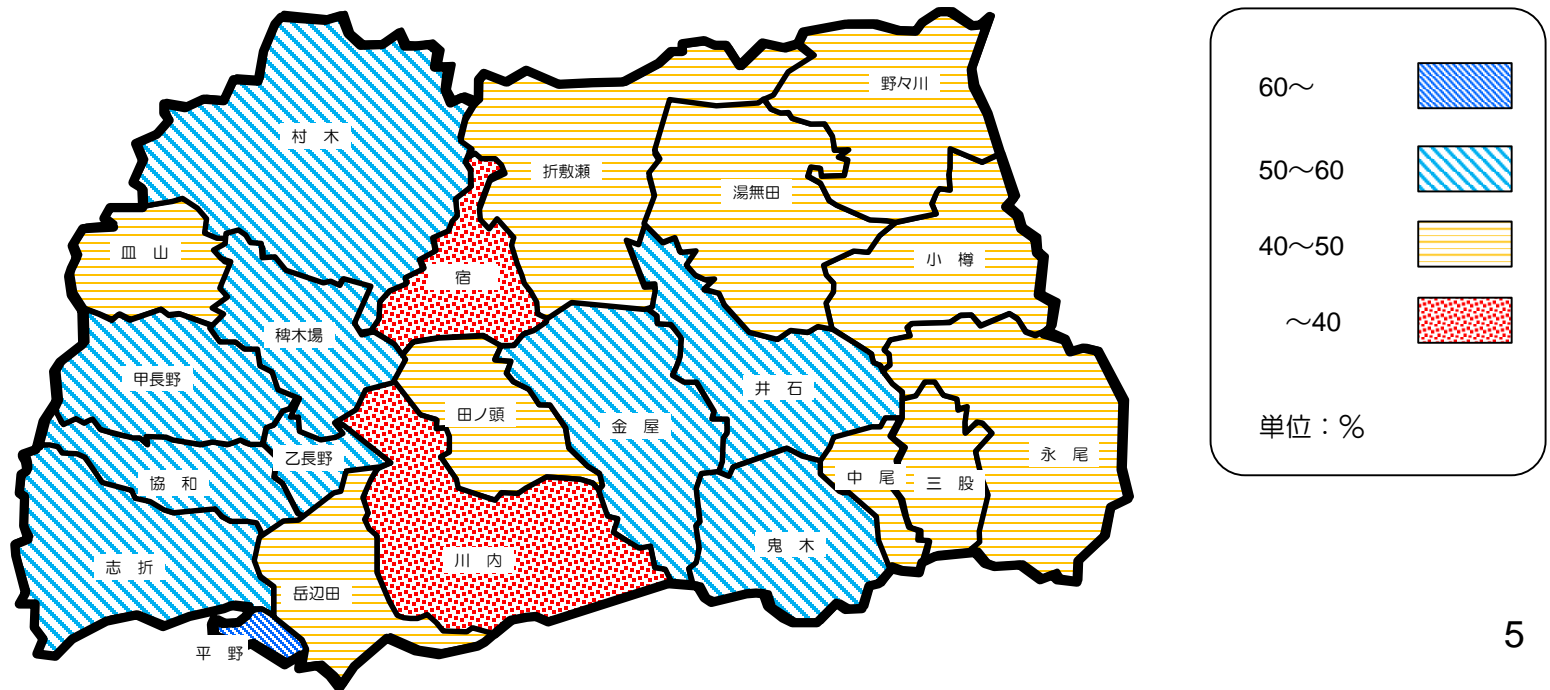 野々川
村　木
折敷瀬
湯無田
皿　山
小　樽
宿
稗木場
甲長野
井　石
田ノ頭
金　屋
永　尾
乙長野
中　尾
三　股
協　和
鬼　木
川　内
志　折
岳辺田
平　野
60～
50～60
40～50
～40
単位：％
5